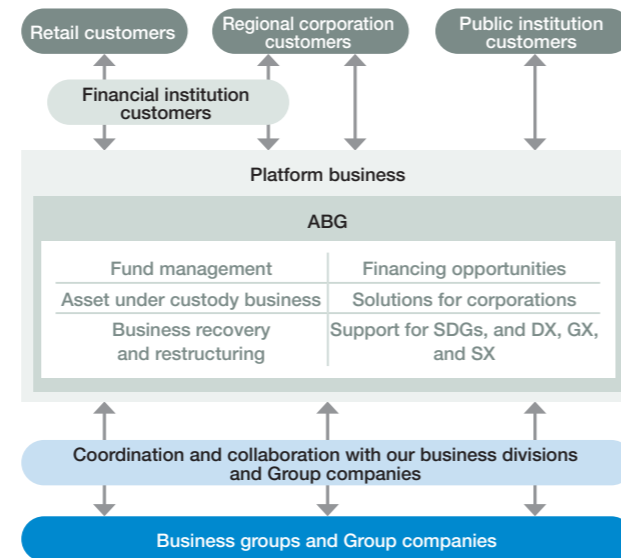 Retail customers
Regional corporation
customers
Public institution
customers
Financial institution
customers
Platform business
ABG
Fund management
Financing opportunities
Asset under custody business
Solutions for corporations
Business recovery
and restructuring
Support for SDGs, and DX, GX,
and SX
Coordination and collaboration with our business divisions
and Group companies
Business groups and Group companies